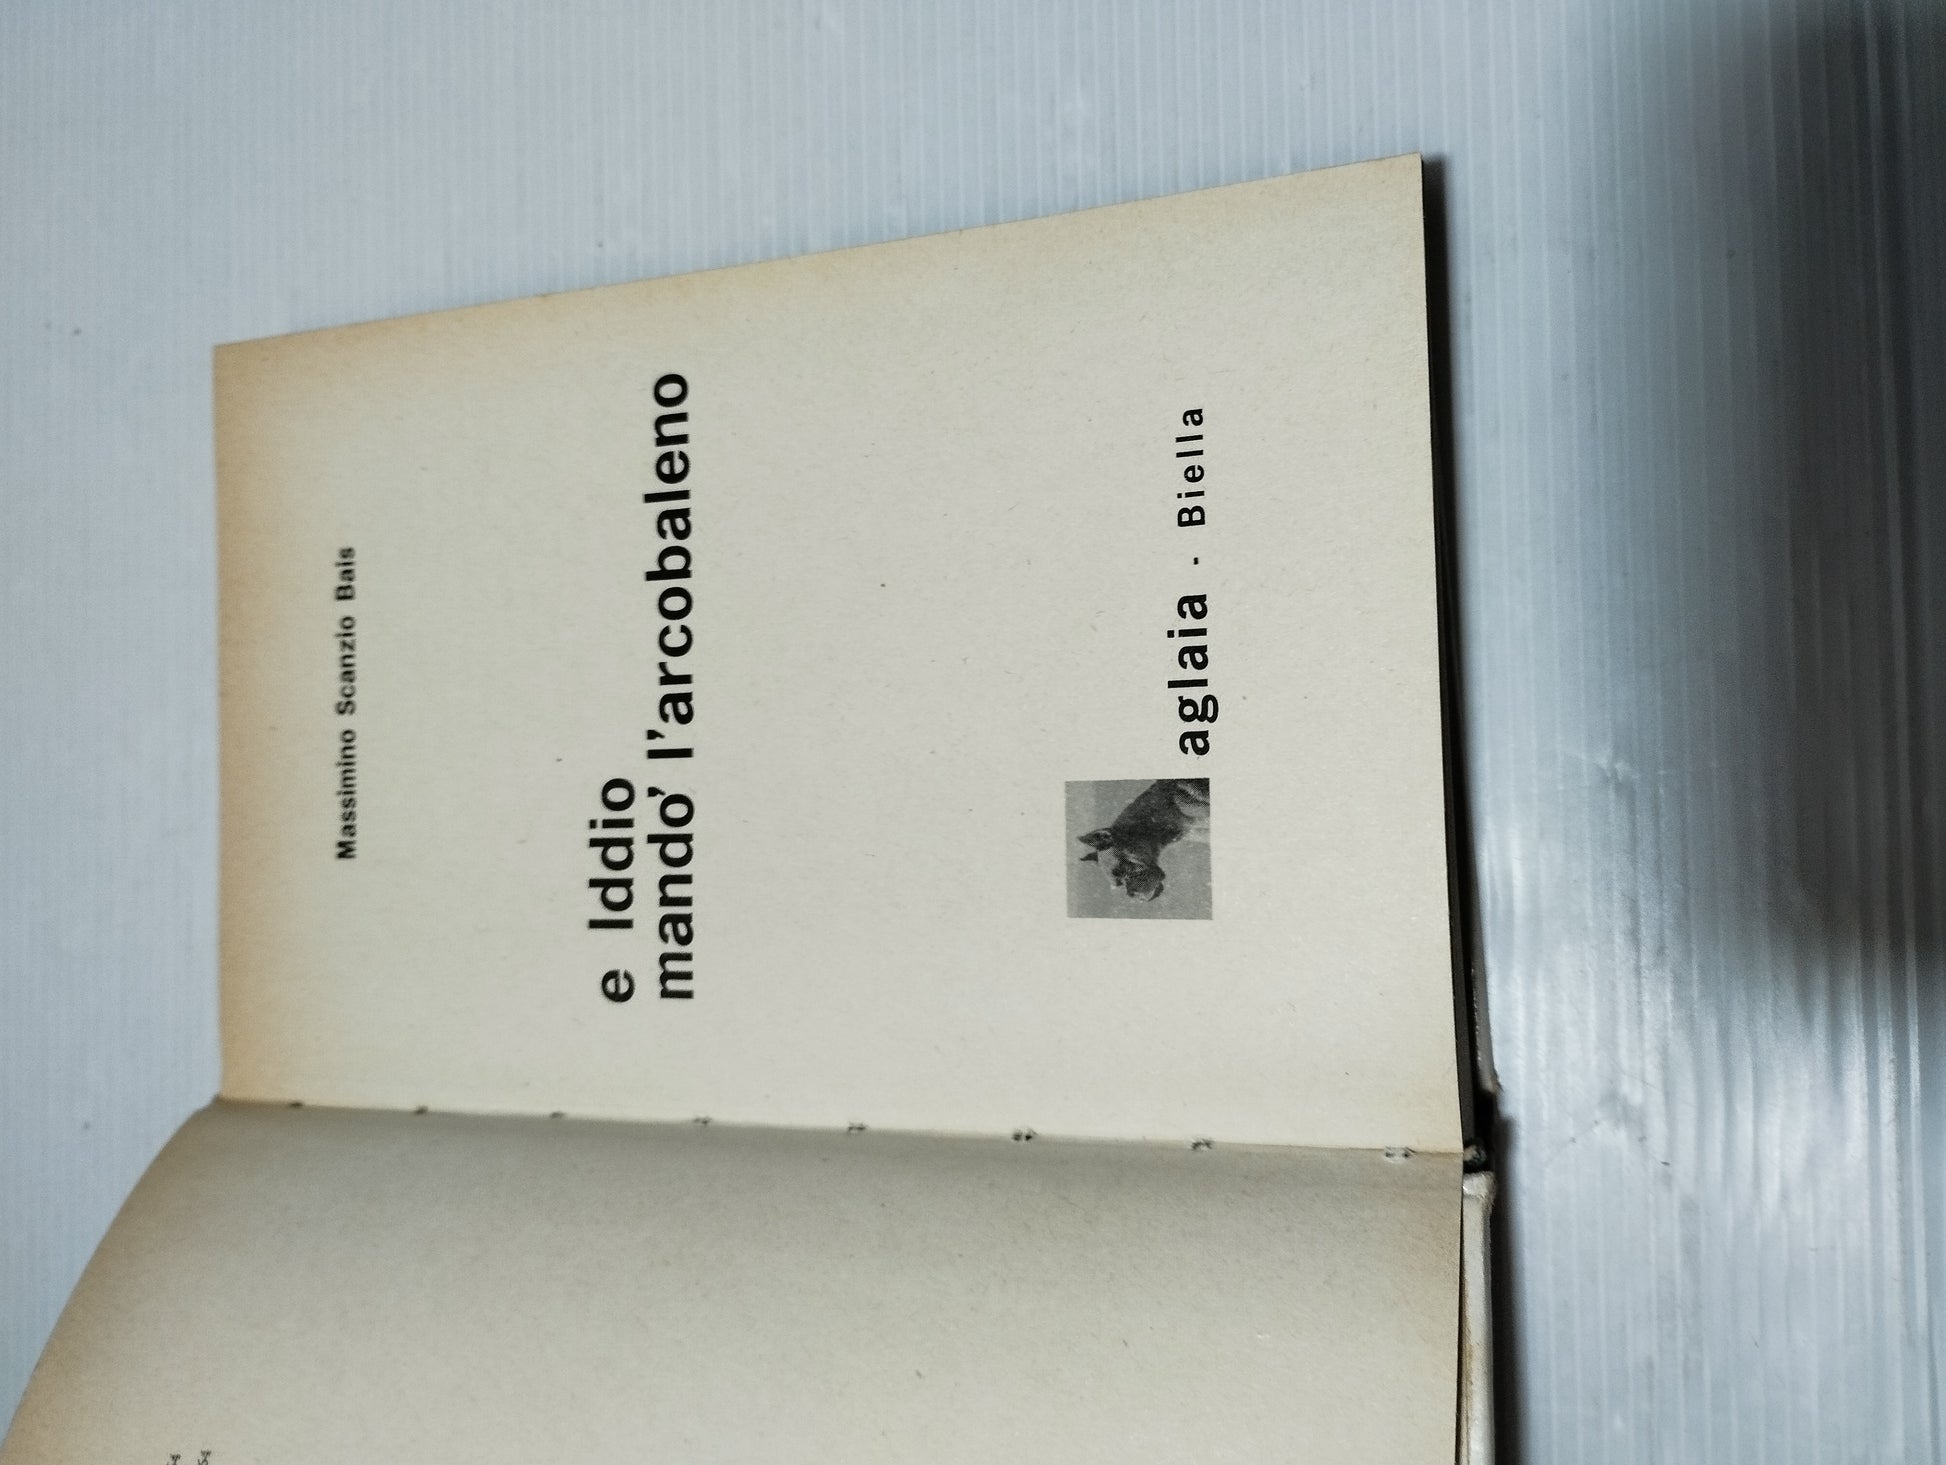 Massimino Scanzio Bais
e Iddio
mando' l'arcobaleno
aglaia - Biella